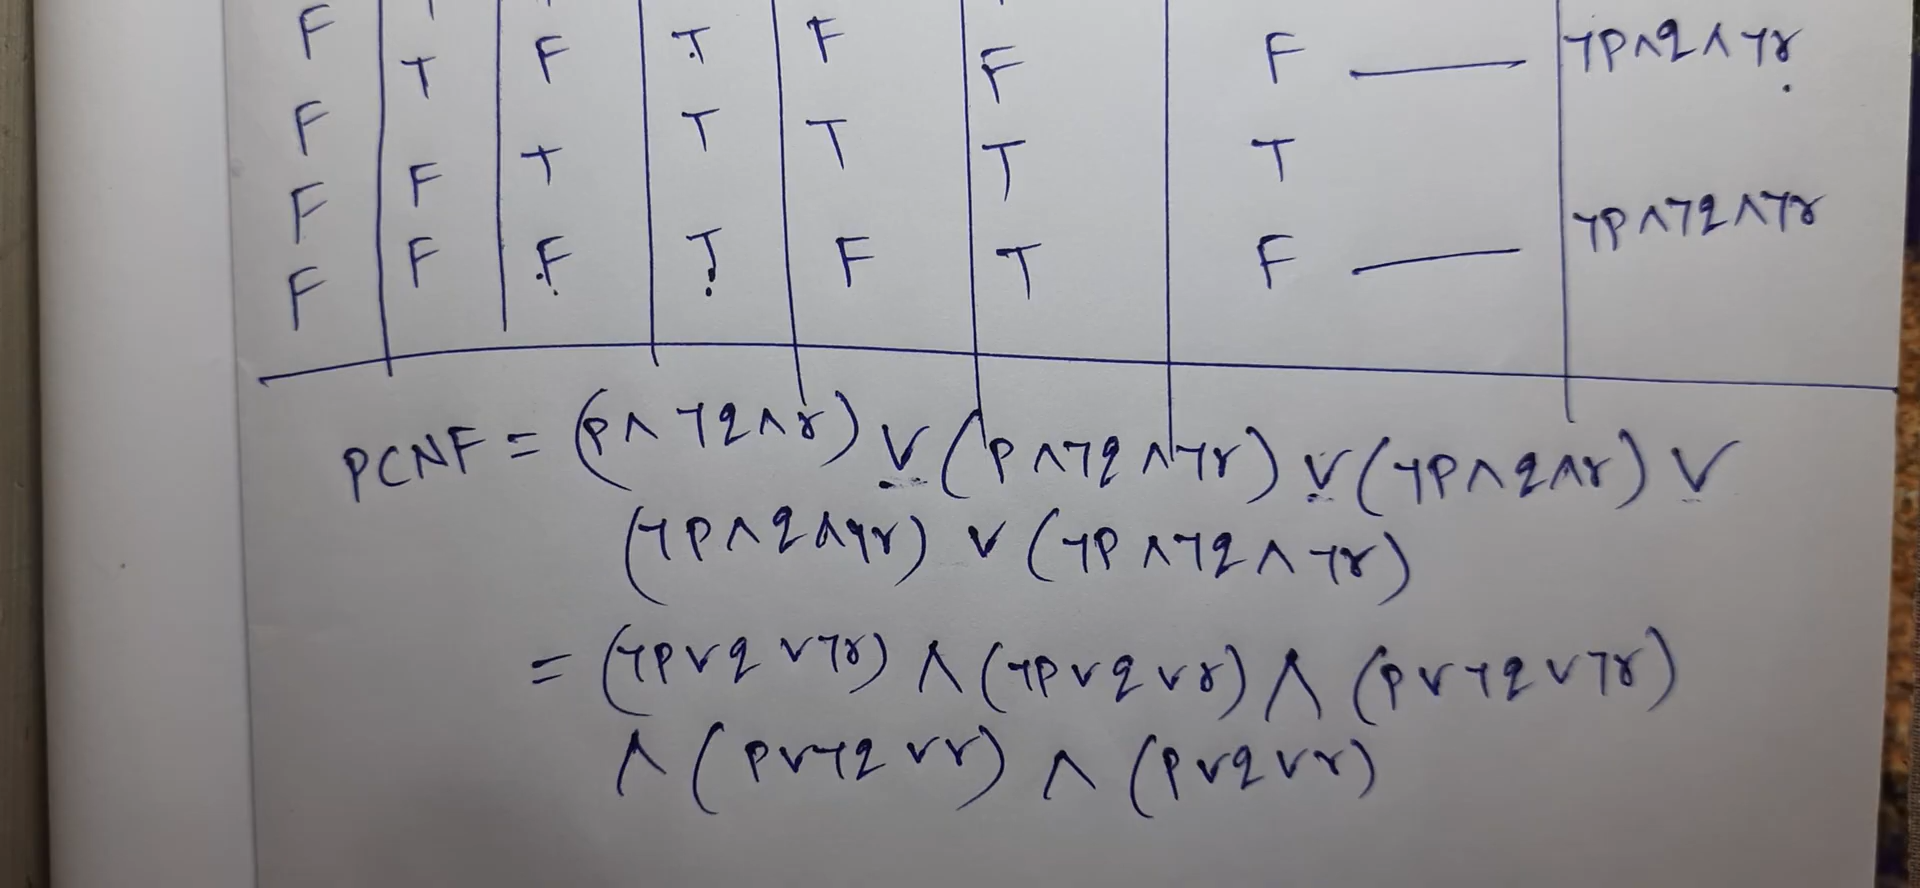 F T F T F F F ¬p∧q∧¬r
F F T T T T T
F F F T F T F ¬p∧¬q∧¬r
F
PCNF = (p∧¬q∧r) ∨ (p∧¬q∧¬r) ∨ (¬p∧q∧r) ∨
(¬p∧q∧¬r) ∨ (¬p∧¬q∧¬r)
= (¬p∨q∨¬r) ∧ (¬p∨q∨r) ∧ (p∨¬q∨¬r)
∧ (p∨¬q∨r) ∧ (p∨q∨r)